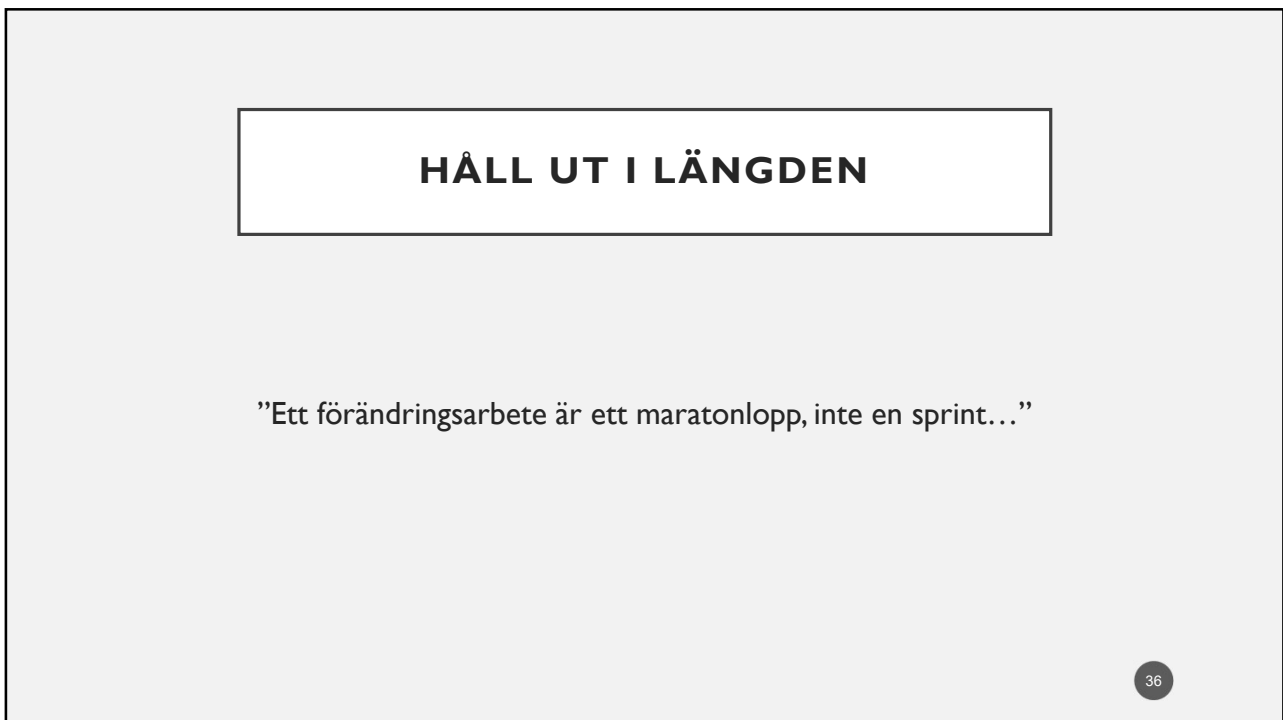 HÅLL UT I LÄNGDEN
”Ett förändringsarbete är ett maratonlopp, inte en sprint…”
36